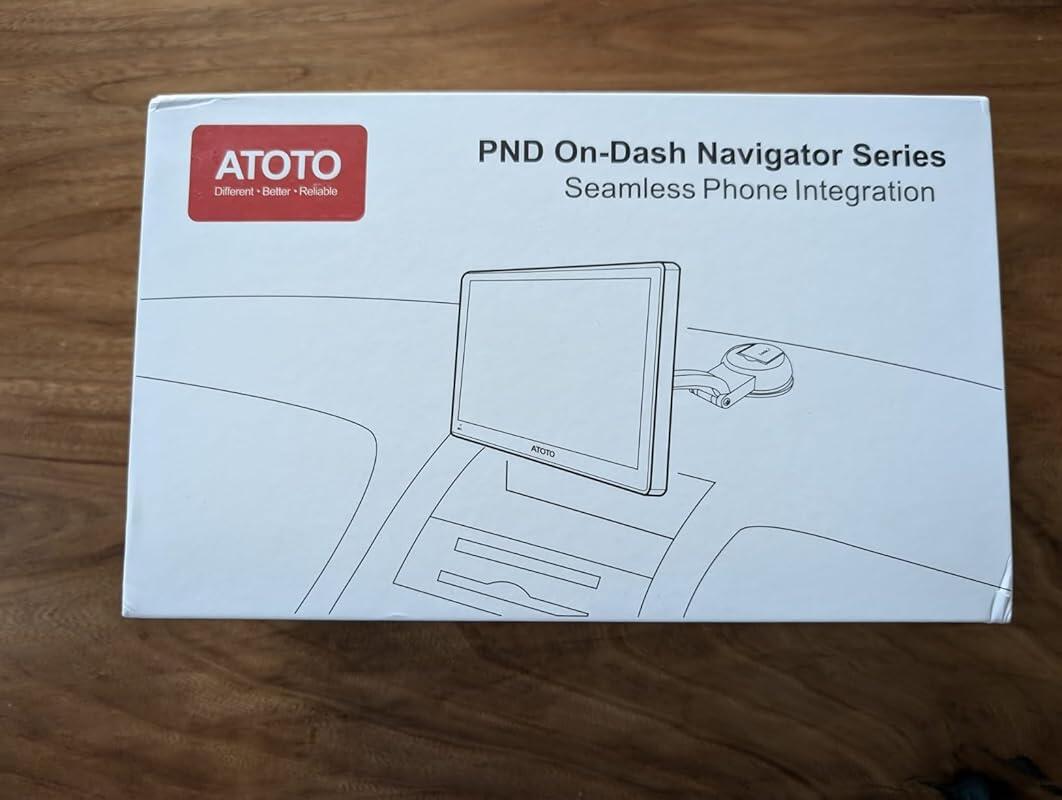 ATOTO
Different • Better • Reliable
PND On-Dash Navigator Series
Seamless Phone Integration
ATOTO